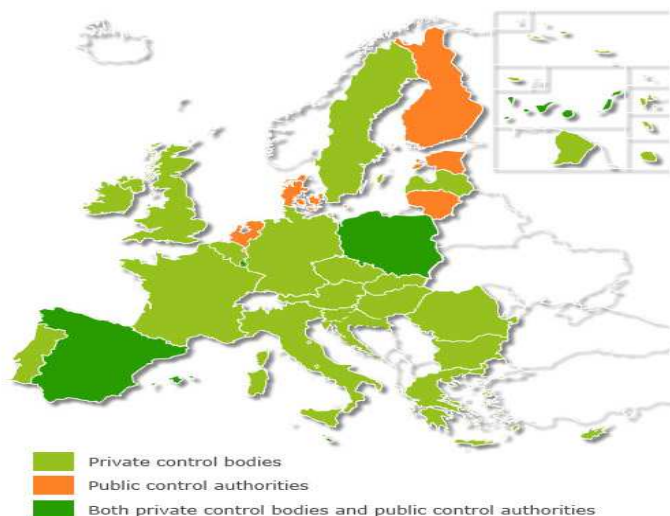 Private control bodies
Public control authorities
Both private control bodies and public control authorities